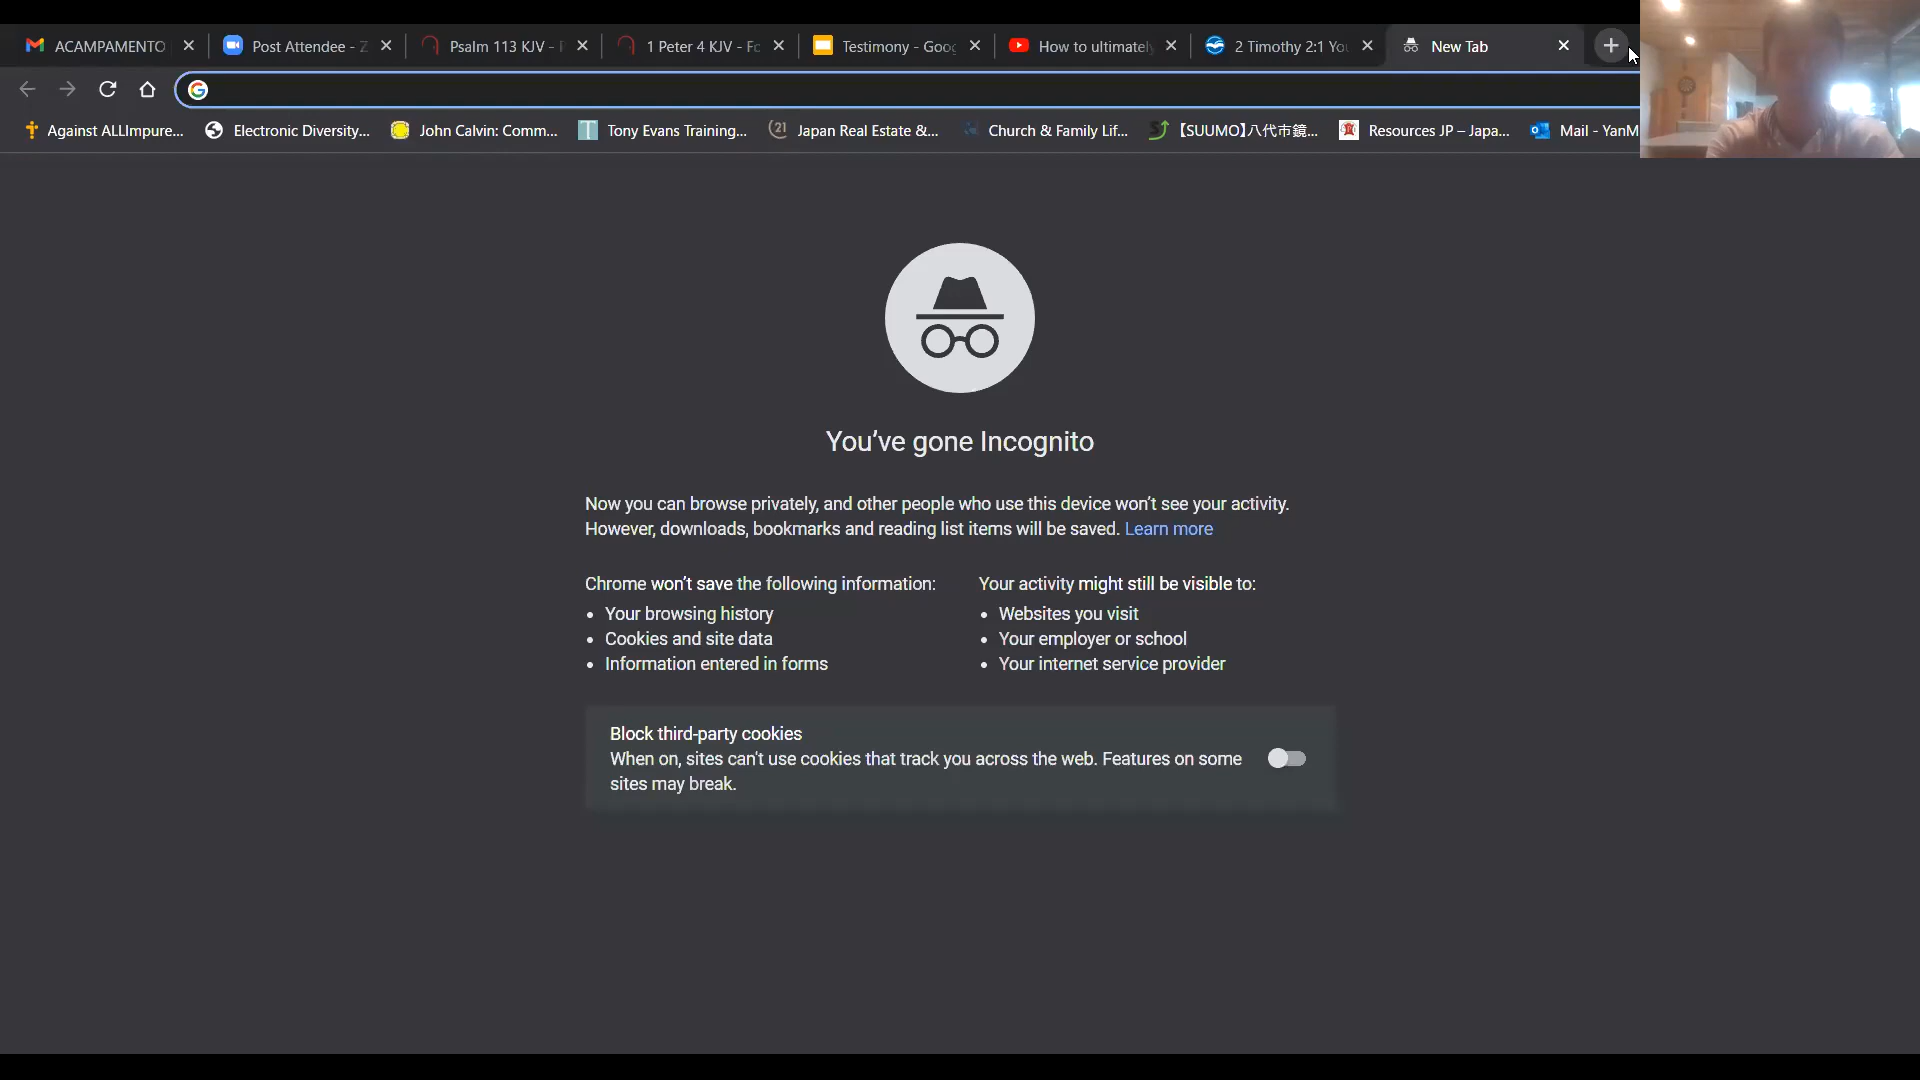 ACAMPAMENTO
Post Attendee - Z
Psalm 113 KJV - P
1 Peter 4 KJV - Fo
Testimony - Goog
How to ultimately
2 Timothy 2:1 You
New Tab
Against ALLImpure...
Electronic Diversity...
John Calvin: Comm...
Tony Evans Training...
Japan Real Estate &...
Church & Family Lif...
【SUUMO】八代市鏡...
Resources JP – Japa...
Mail - YanM
You've gone Incognito
Now you can browse privately, and other people who use this device won't see your activity.
However, downloads, bookmarks and reading list items will be saved. Learn more
Chrome won't save the following information:
• Your browsing history
• Cookies and site data
• Information entered in forms
Your activity might still be visible to:
• Websites you visit
• Your employer or school
• Your internet service provider
Block third-party cookies
When on, sites can't use cookies that track you across the web. Features on some
sites may break.